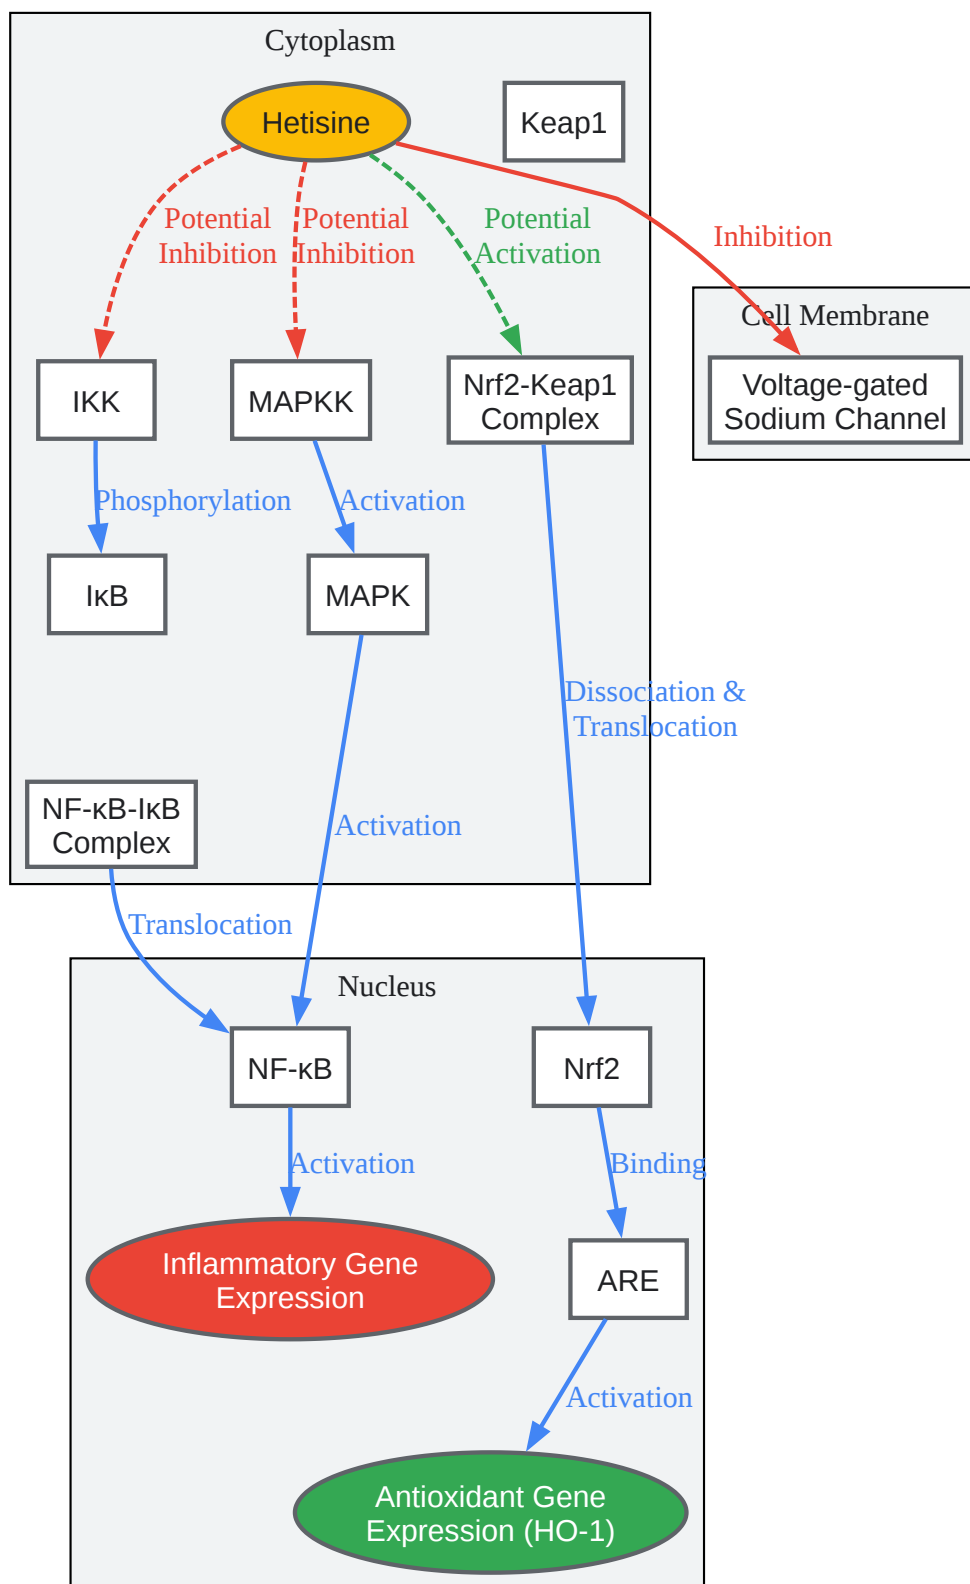 Cytoplasm
Hetisine
Keap1
Potential
Inhibition
Potential
Inhibition
Potential
Activation
Inhibition
Cell Membrane
IKK
MAPKK
Nrf2-Keap1
Complex
Voltage-gated
Sodium Channel
Phosphorylation
Activation
IκB
MAPK
Dissociation &
Translocation
NF-κB-IκB
Complex
Activation
Translocation
Nucleus
NF-κB
Nrf2
Activation
Binding
Inflammatory Gene
Expression
ARE
Activation
Antioxidant Gene
Expression (HO-1)